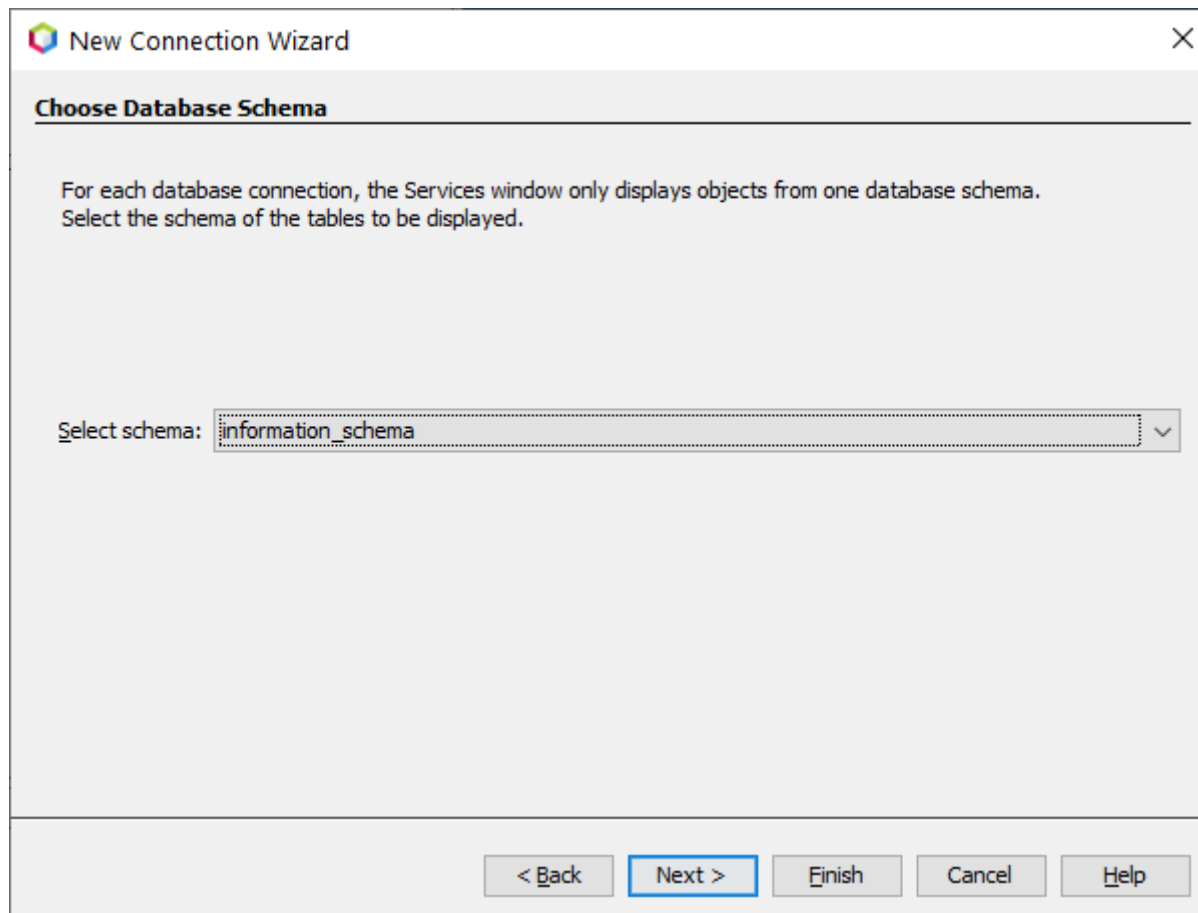 New Connection Wizard
Choose Database Schema
For each database connection, the Services window only displays objects from one database schema.
Select the schema of the tables to be displayed.
Select schema: information_schema
< Back Next > Finish Cancel Help